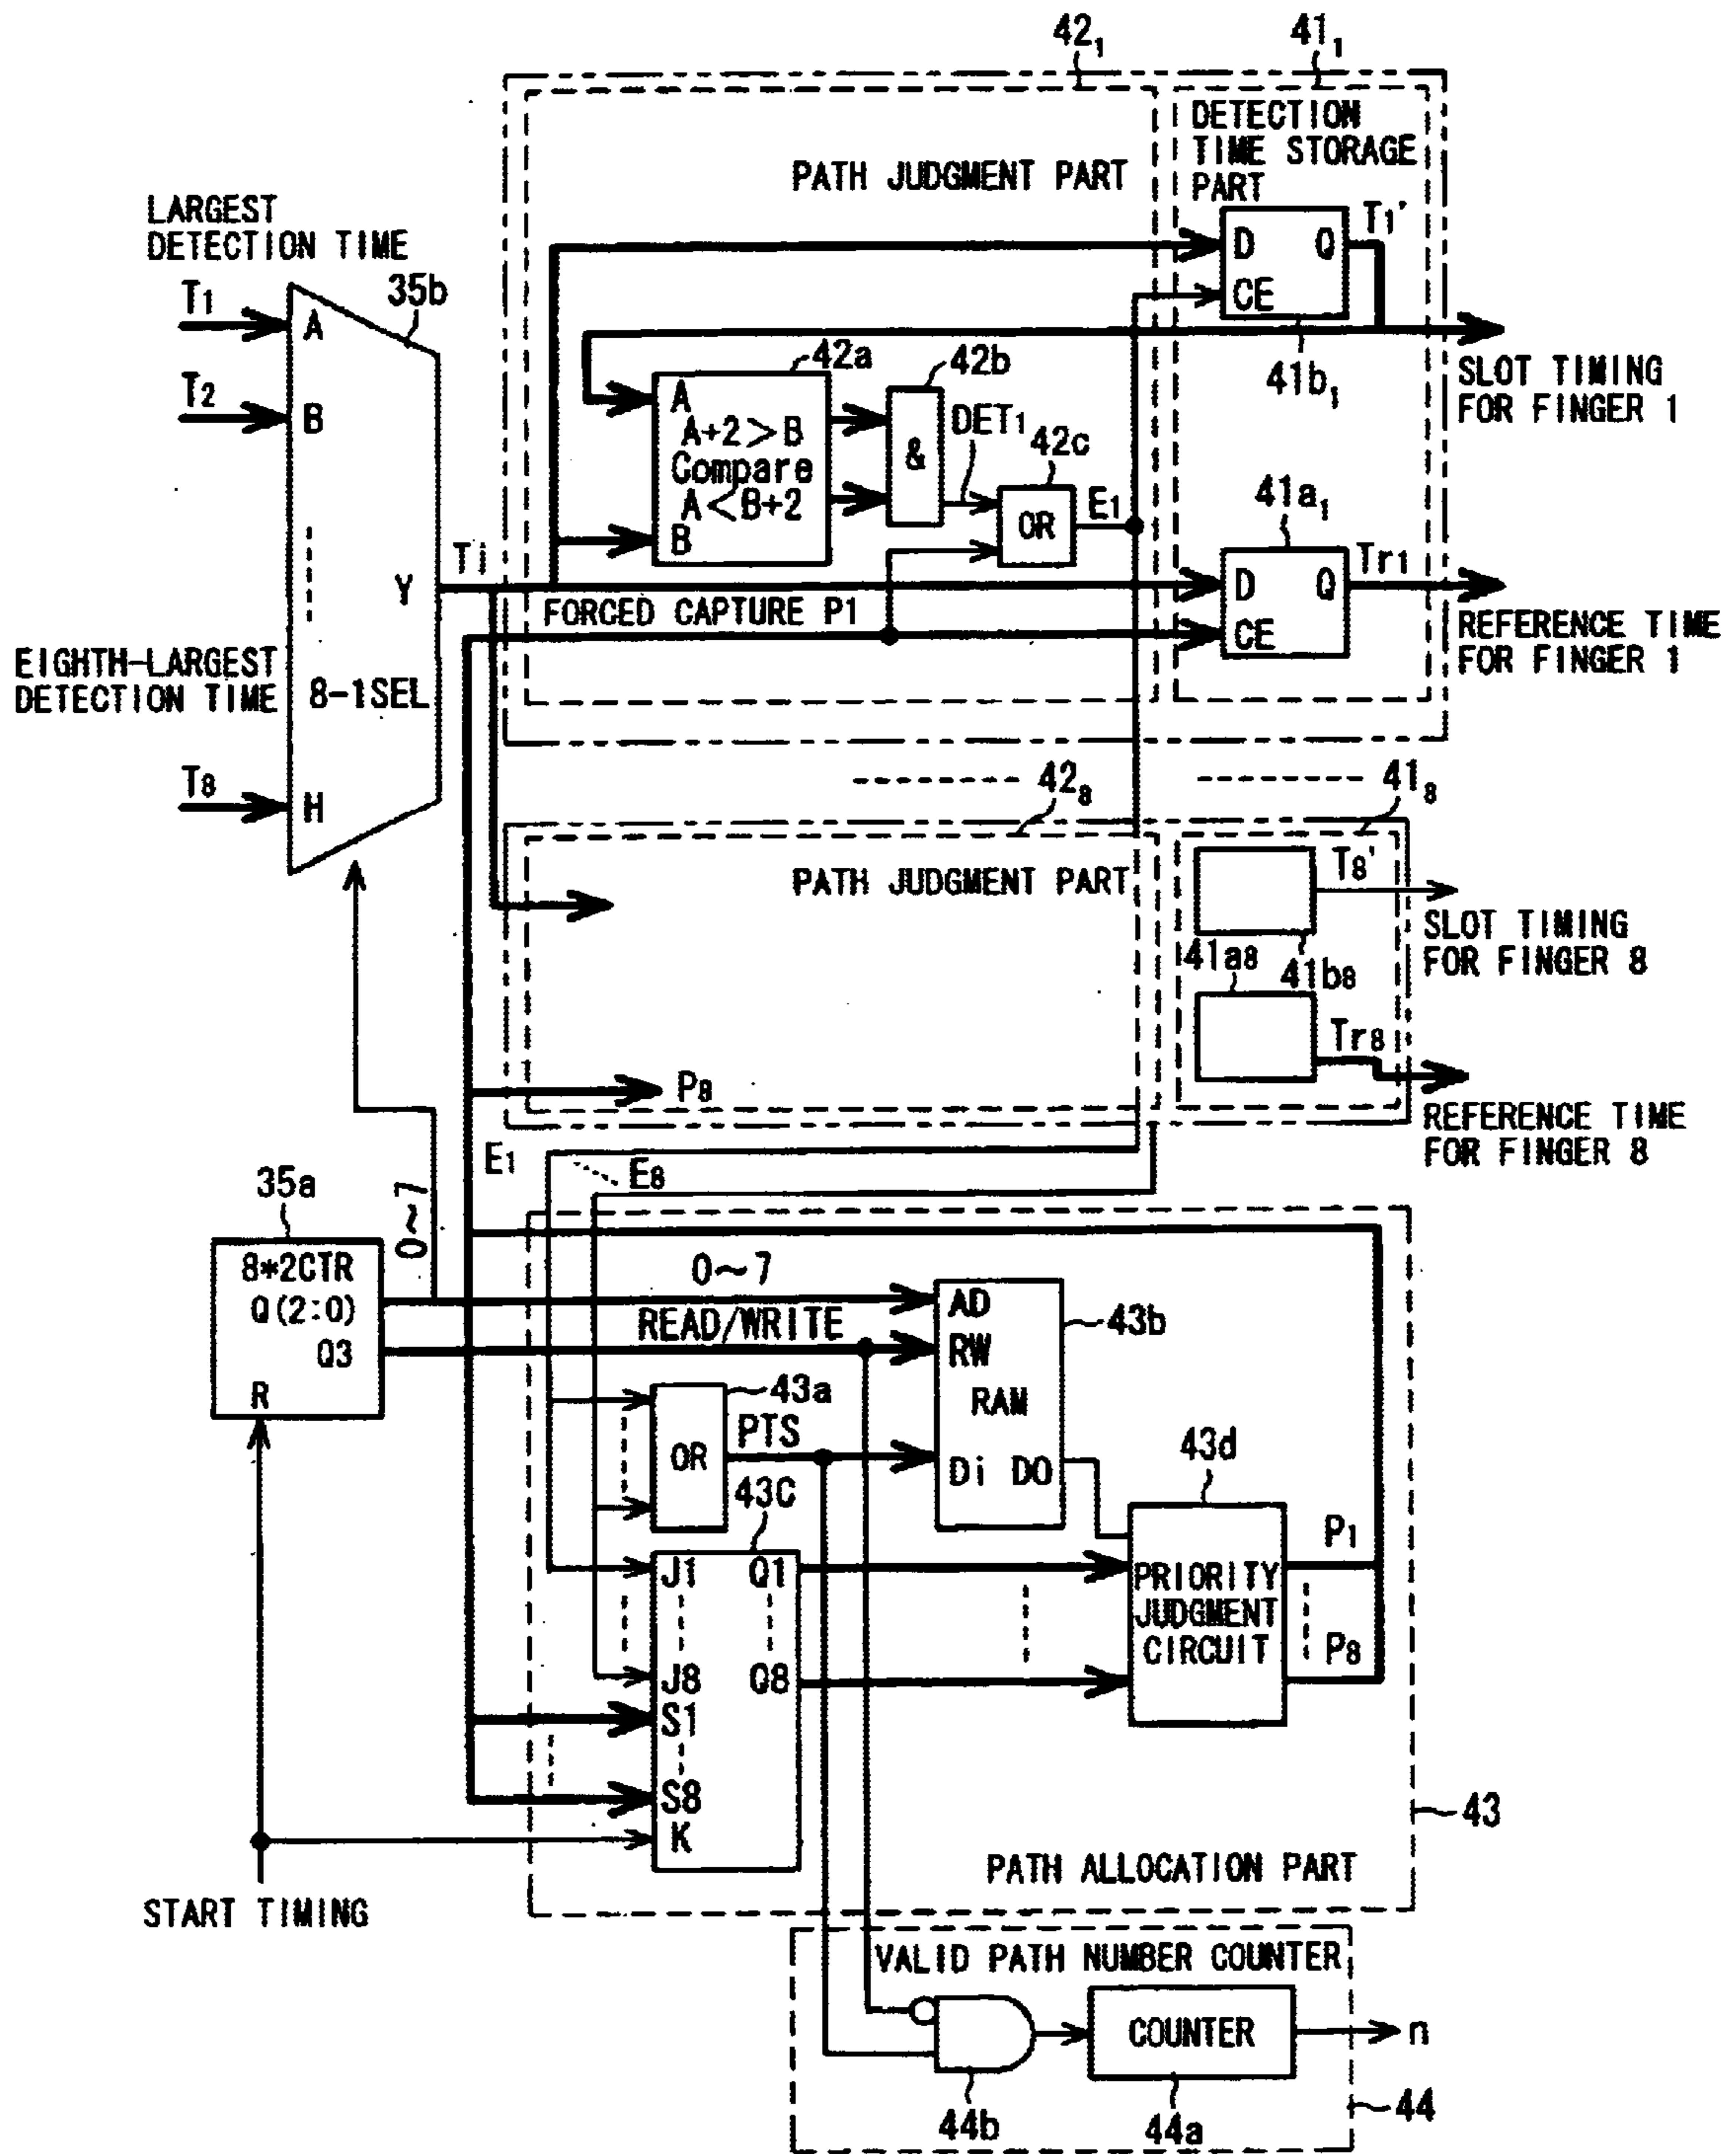 42₁
41₁
DETECTION
TIME STORAGE
PART
PATH JUDGMENT PART
LARGEST
DETECTION TIME
T₁
A
35b
T₂
B
EIGHTH-LARGEST
DETECTION TIME
T₈
H
Y
8-1SEL
Ti
42a
A
A+2>B
Compare
A<B+2
B
42b
&
DET₁
42c
OR
E₁
D Q
CE
T₁'
41b₁
SLOT TIMING
FOR FINGER 1
41a₁
D Q
CE
Tr₁
REFERENCE TIME
FOR FINGER 1
FORCED CAPTURE P1
42₈
41₈
PATH JUDGMENT PART
T₈'
SLOT TIMING
FOR FINGER 8
41b₈
41a₈
Tr₈
REFERENCE TIME
FOR FINGER 8
P₈
E₁
E₈
35a
0~7
8*2CTR
Q(2:0)
Q3
R
0~7
READ/WRITE
AD
RW
RAM
Di DO
43b
43a
OR
PTS
43C
J1 Q1
J8 Q8
S1
S8
K
43d
PRIORITY
JUDGMENT
CIRCUIT
P₁
P₈
43
PATH ALLOCATION PART
START TIMING
VALID PATH NUMBER COUNTER
COUNTER
n
44b
44a
44